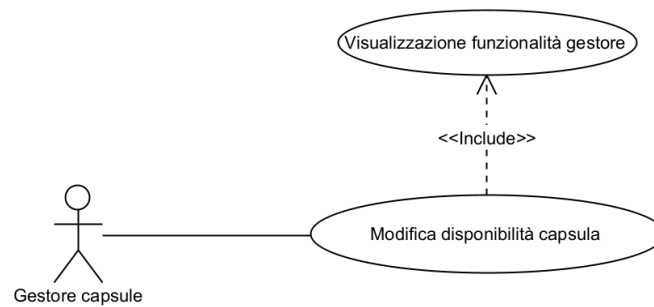 Visualizzazione funzionalità gestore
<<Include>>
Modifica disponibilità capsula
Gestore capsule